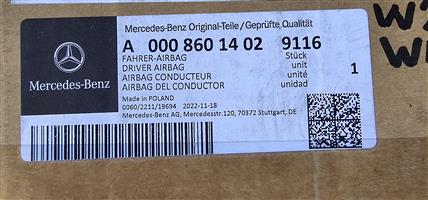 Mercedes-Benz Original-Teile / Geprüfte Qualität
A 000 860 14 02 9116
FAHRER-AIRBAG Stück
DRIVER AIRBAG unit
AIRBAG CONDUCTEUR unité
AIRBAG DEL CONDUCTOR unidad
1
Made in POLAND
0060/2211/19694 2022-11-18
Mercedes-Benz AG, Mercedesstr.120, 70372 Stuttgart, DE
Mercedes-Benz